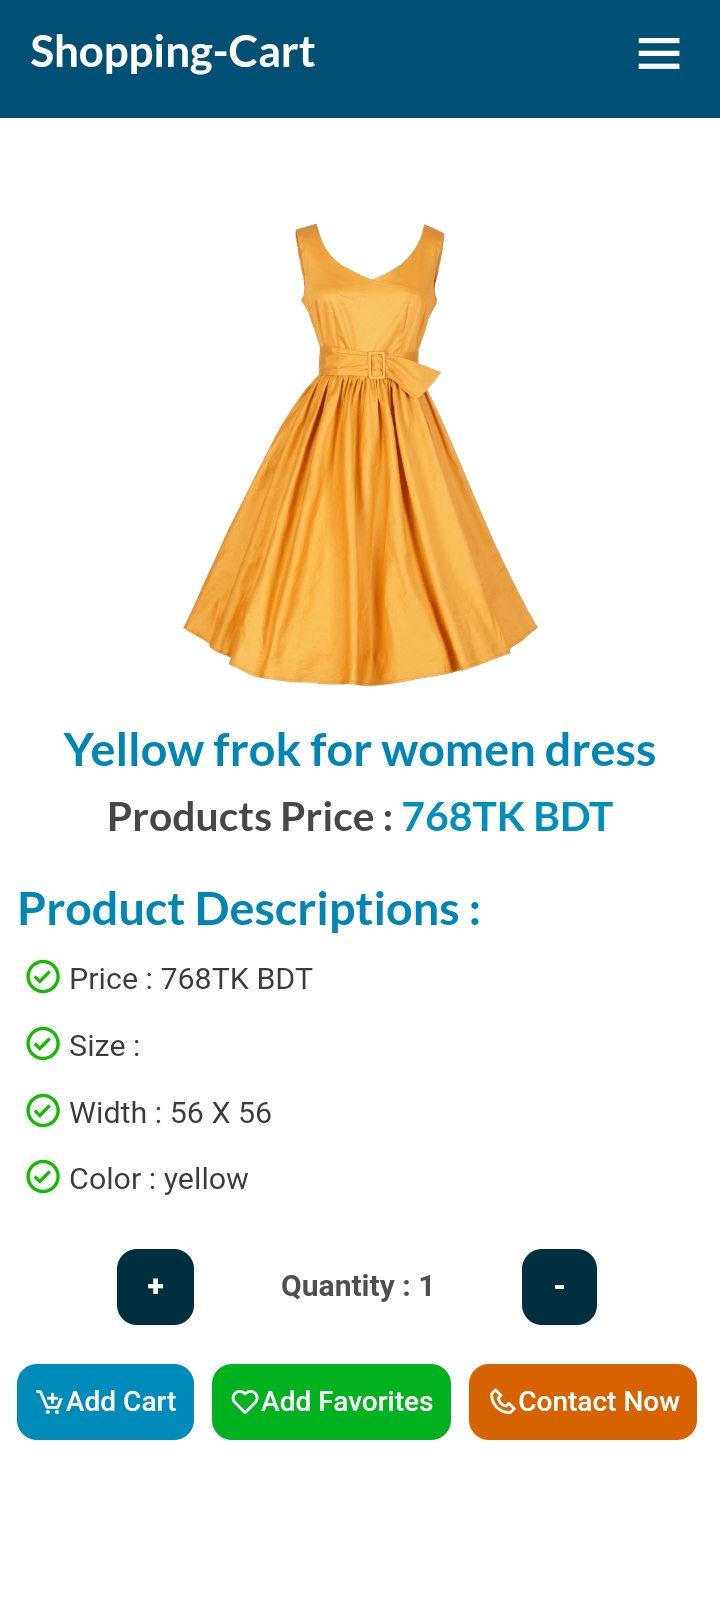 Shopping-Cart
Yellow frok for women dress
Products Price : 768TK BDT
Product Descriptions :
Price : 768TK BDT
Size :
Width : 56 X 56
Color : yellow
+ Quantity : 1 -
Add Cart Add Favorites Contact Now